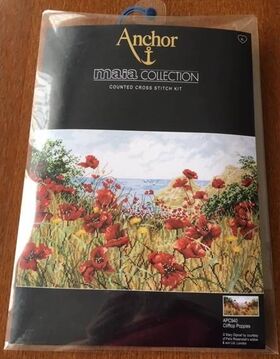 Anchor
maia COLLECTION
COUNTED CROSS STITCH KIT
APC940
Clifftop Poppies